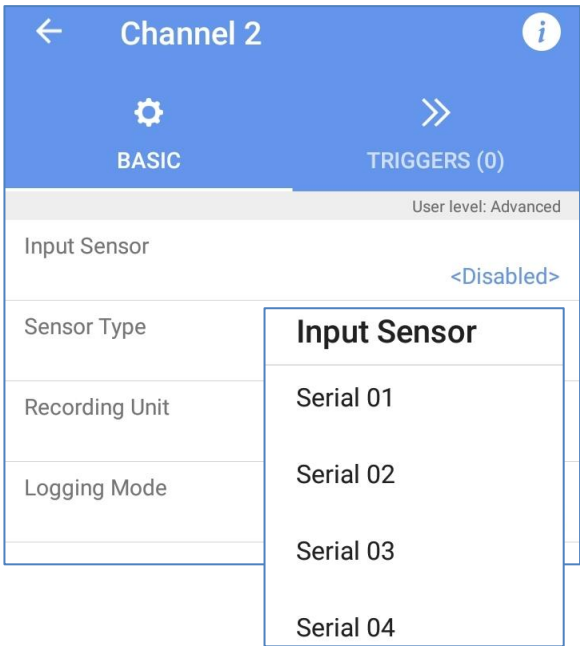 Channel 2
i
BASIC
TRIGGERS (0)
User level: Advanced
Input Sensor
<Disabled>
Sensor Type
Recording Unit
Logging Mode
Input Sensor
Serial 01
Serial 02
Serial 03
Serial 04